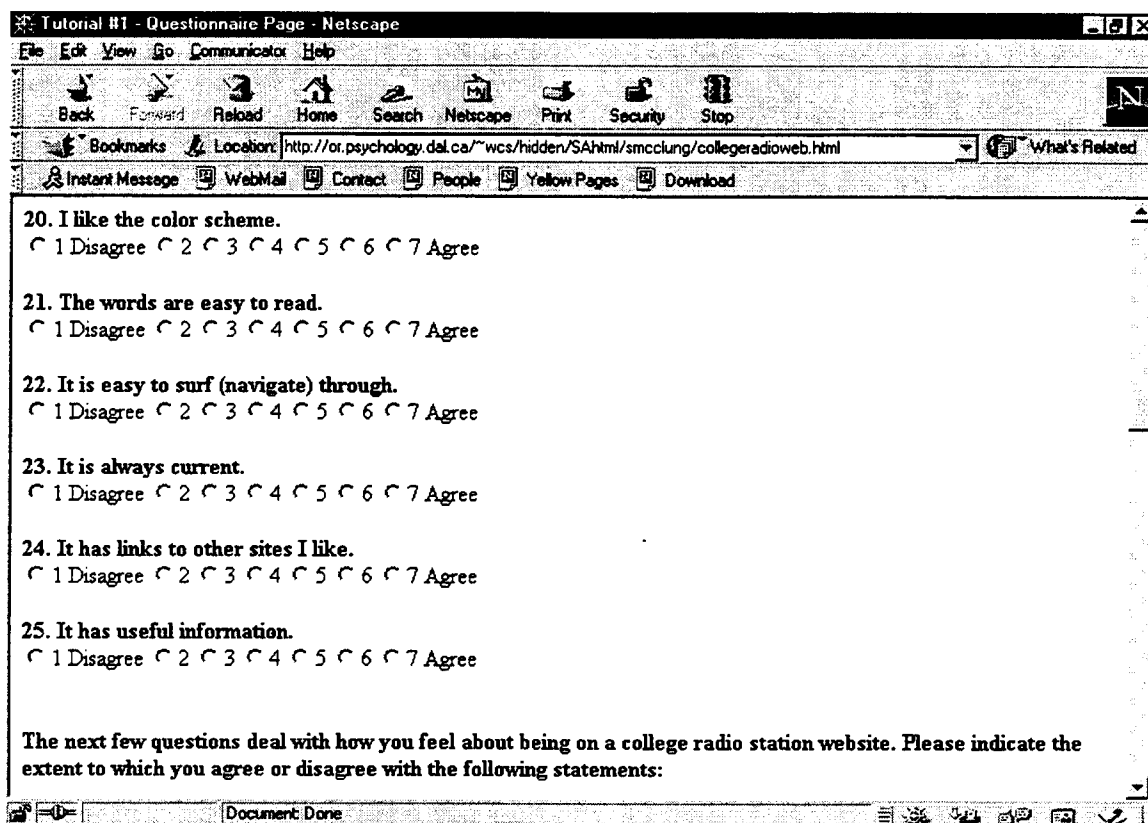 Tutorial #1 - Questionnaire Page - Netscape
File Edit View Go Communicator Help
Back Forward Reload Home Search Netscape Print Security Stop
Bookmarks Location: http://or.psychology.dal.ca/~wcs/hidden/SAhtml/smcclung/collegeradioweb.html What's Related
Instant Message WebMail Contact People Yellow Pages Download
20. I like the color scheme.
1 Disagree 2 3 4 5 6 7 Agree
21. The words are easy to read.
1 Disagree 2 3 4 5 6 7 Agree
22. It is easy to surf (navigate) through.
1 Disagree 2 3 4 5 6 7 Agree
23. It is always current.
1 Disagree 2 3 4 5 6 7 Agree
24. It has links to other sites I like.
1 Disagree 2 3 4 5 6 7 Agree
25. It has useful information.
1 Disagree 2 3 4 5 6 7 Agree
The next few questions deal with how you feel about being on a college radio station website. Please indicate the
extent to which you agree or disagree with the following statements:
Document: Done